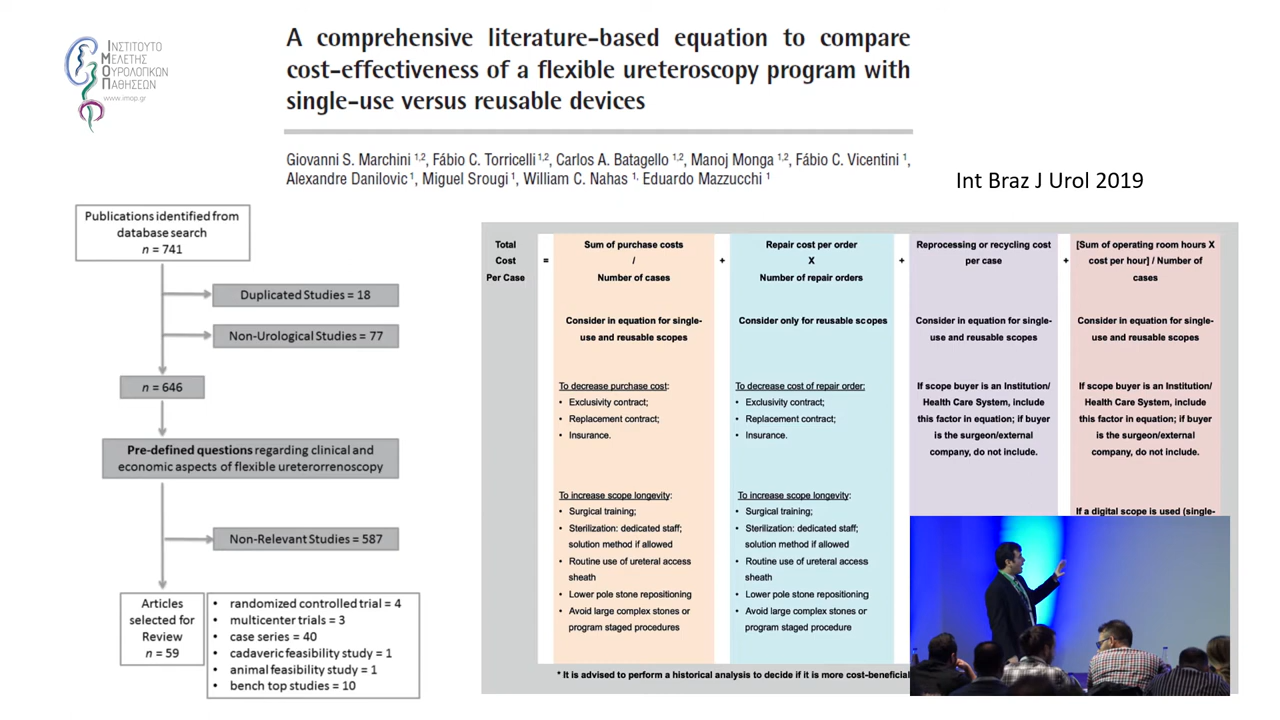 ΙΝΣΤΙΤΟΥΤΟ
ΜΕΛΕΤΗΣ
ΟΥΡΟΛΟΓΙΚΩΝ
ΠΑΘΗΣΕΩΝ
www.imop.gr
A comprehensive literature-based equation to compare
cost-effectiveness of a flexible ureteroscopy program with
single-use versus reusable devices
Giovanni S. Marchini 1,2, Fábio C. Torricelli 1,2, Carlos A. Batagello 1,2, Manoj Monga 1,2, Fábio C. Vicentini 1,
Alexandre Danilovic 1, Miguel Srougi 1, William C. Nahas 1, Eduardo Mazzucchi 1
Int Braz J Urol 2019
Publications identified from
database search
n = 741
Duplicated Studies = 18
Non-Urological Studies = 77
n = 646
Pre-defined questions regarding clinical and
economic aspects of flexible ureterorrenoscopy
Non-Relevant Studies = 587
Articles
selected for
Review
n = 59
• randomized controlled trial = 4
• multicenter trials = 3
• case series = 40
• cadaveric feasibility study = 1
• animal feasibility study = 1
• bench top studies = 10
Total
Cost
Per Case
=
Sum of purchase costs
/
Number of cases
Consider in equation for single-
use and reusable scopes
To decrease purchase cost:
• Exclusivity contract;
• Replacement contract;
• Insurance.
To increase scope longevity:
• Surgical training;
• Sterilization: dedicated staff;
solution method if allowed
• Routine use of ureteral access
sheath
• Lower pole stone repositioning
• Avoid large complex stones or
program staged procedures
+
Repair cost per order
X
Number of repair orders
Consider only for reusable scopes
To decrease cost of repair order:
• Exclusivity contract;
• Replacement contract;
• Insurance.
To increase scope longevity:
• Surgical training;
• Sterilization: dedicated staff;
solution method if allowed
• Routine use of ureteral access
sheath
• Lower pole stone repositioning
• Avoid large complex stones or
program staged procedure
+
Reprocessing or recycling cost
per case
Consider in equation for single-
use and reusable scopes
If scope buyer is an Institution/
Health Care System, include
this factor in equation; if buyer
is the surgeon/external
company, do not include.
+
[Sum of operating room hours X
cost per hour] / Number of
cases
Consider in equation for single-
use and reusable scopes
If scope buyer is an Institution/
Health Care System, include
this factor in equation; if buyer
is the surgeon/external
company, do not include.
If a digital scope is used (single-
* It is advised to perform a historical analysis to decide if it is more cost-beneficial